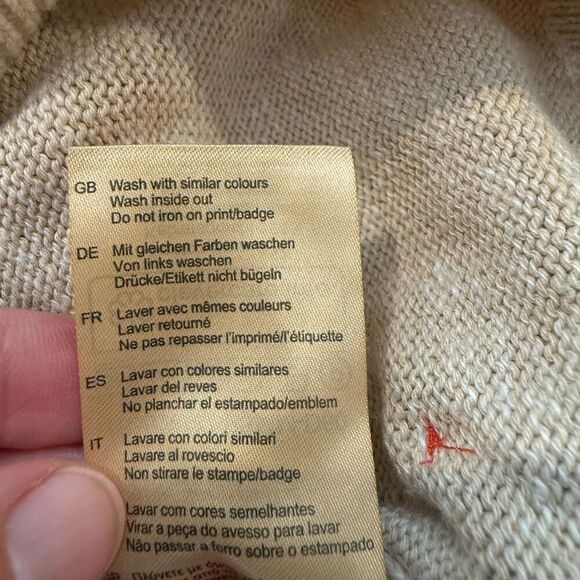 GB Wash with similar colours
Wash inside out
Do not iron on print/badge
DE Mit gleichen Farben waschen
Von links waschen
Drücke/Etikett nicht bügeln
FR Laver avec mêmes couleurs
Laver retourné
Ne pas repasser l'imprimé/l'étiquette
ES Lavar con colores similares
Lavar del reves
No planchar el estampado/emblem
IT Lavare con colori similari
Lavare al rovescio
Non stirare le stampe/badge
Lavar com cores semelhantes
Virar a peça do avesso para lavar
Não passar a ferro sobre o estampado
Πλύνετε με